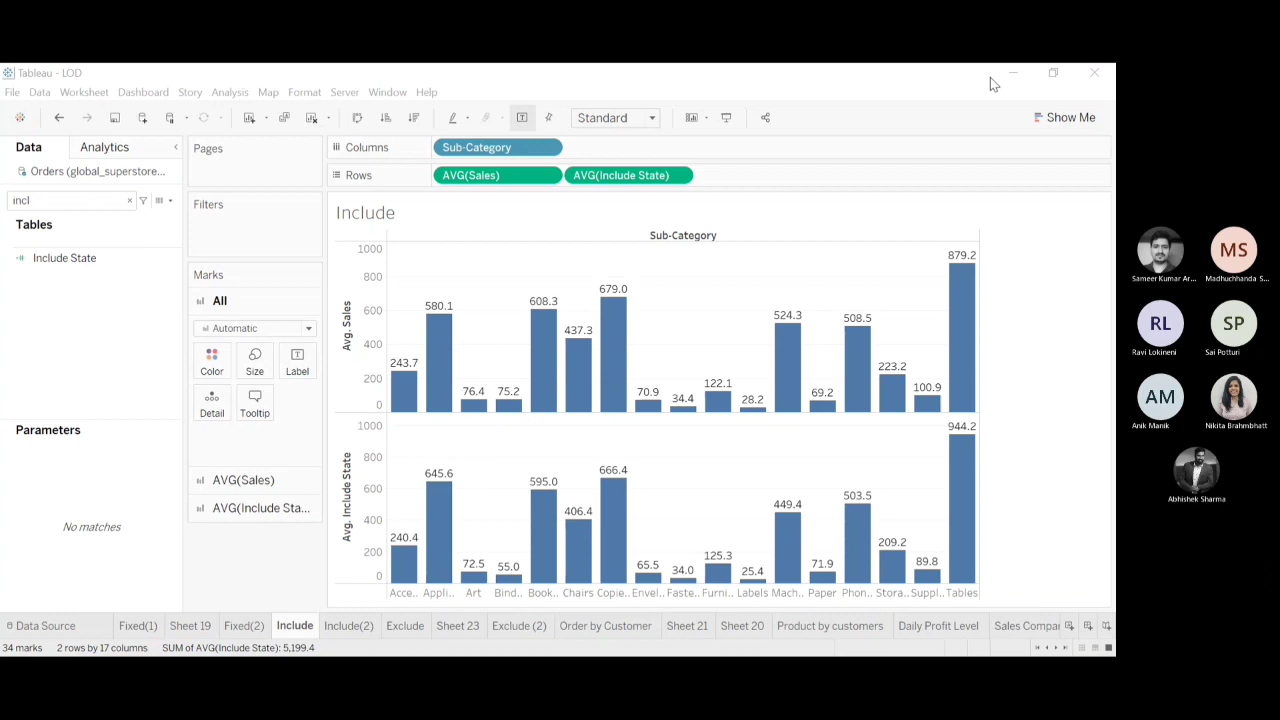 Tableau - LOD
File Data Worksheet Dashboard Story Analysis Map Format Server Window Help
Standard
Show Me
Data Analytics
Orders (global_superstore...
incl
Tables
Include State
Parameters
No matches
Pages
Filters
Marks
All
Automatic
Color Size Label
Detail Tooltip
AVG(Sales)
AVG(Include Sta...
Columns Sub-Category
Rows AVG(Sales) AVG(Include State)
Include
Sub-Category
Avg. Sales
1000
800
600
400
200
0
243.7 580.1 76.4 75.2 608.3 437.3 679.0 70.9 34.4 122.1 28.2 524.3 69.2 508.5 223.2 100.9 879.2
Avg. Include State
1000
800
600
400
200
0
240.4 645.6 72.5 55.0 595.0 406.4 666.4 65.5 34.0 125.3 25.4 449.4 71.9 503.5 209.2 89.8 944.2
Acce.. Appli.. Art Bind.. Book.. Chairs Copie.. Envel.. Faste.. Furni.. Labels Mach.. Paper Phon.. Stora.. Suppl.. Tables
Data Source Fixed(1) Sheet 19 Fixed(2) Include Include(2) Exclude Sheet 23 Exclude (2) Order by Customer Sheet 21 Sheet 20 Product by customers Daily Profit Level Sales Compar
34 marks 2 rows by 17 columns SUM of AVG(Include State): 5,199.4
Sameer Kumar Ar...
MS
Madhuchhanda S...
RL
Ravi Lokineni
SP
Sai Potturi
AM
Anik Manik
Nikita Brahmbhatt
Abhishek Sharma